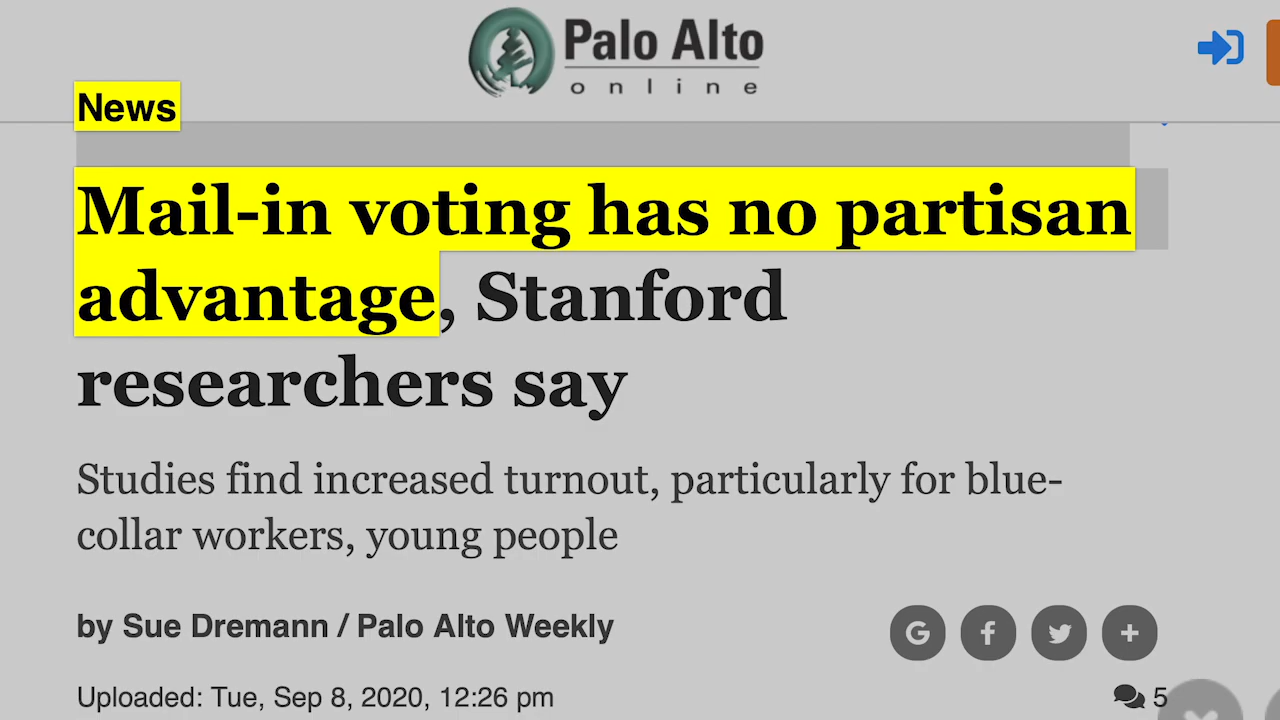 Palo Alto
online
News
Mail-in voting has no partisan
advantage, Stanford
researchers say
Studies find increased turnout, particularly for blue-
collar workers, young people
by Sue Dremann / Palo Alto Weekly
Uploaded: Tue, Sep 8, 2020, 12:26 pm
5